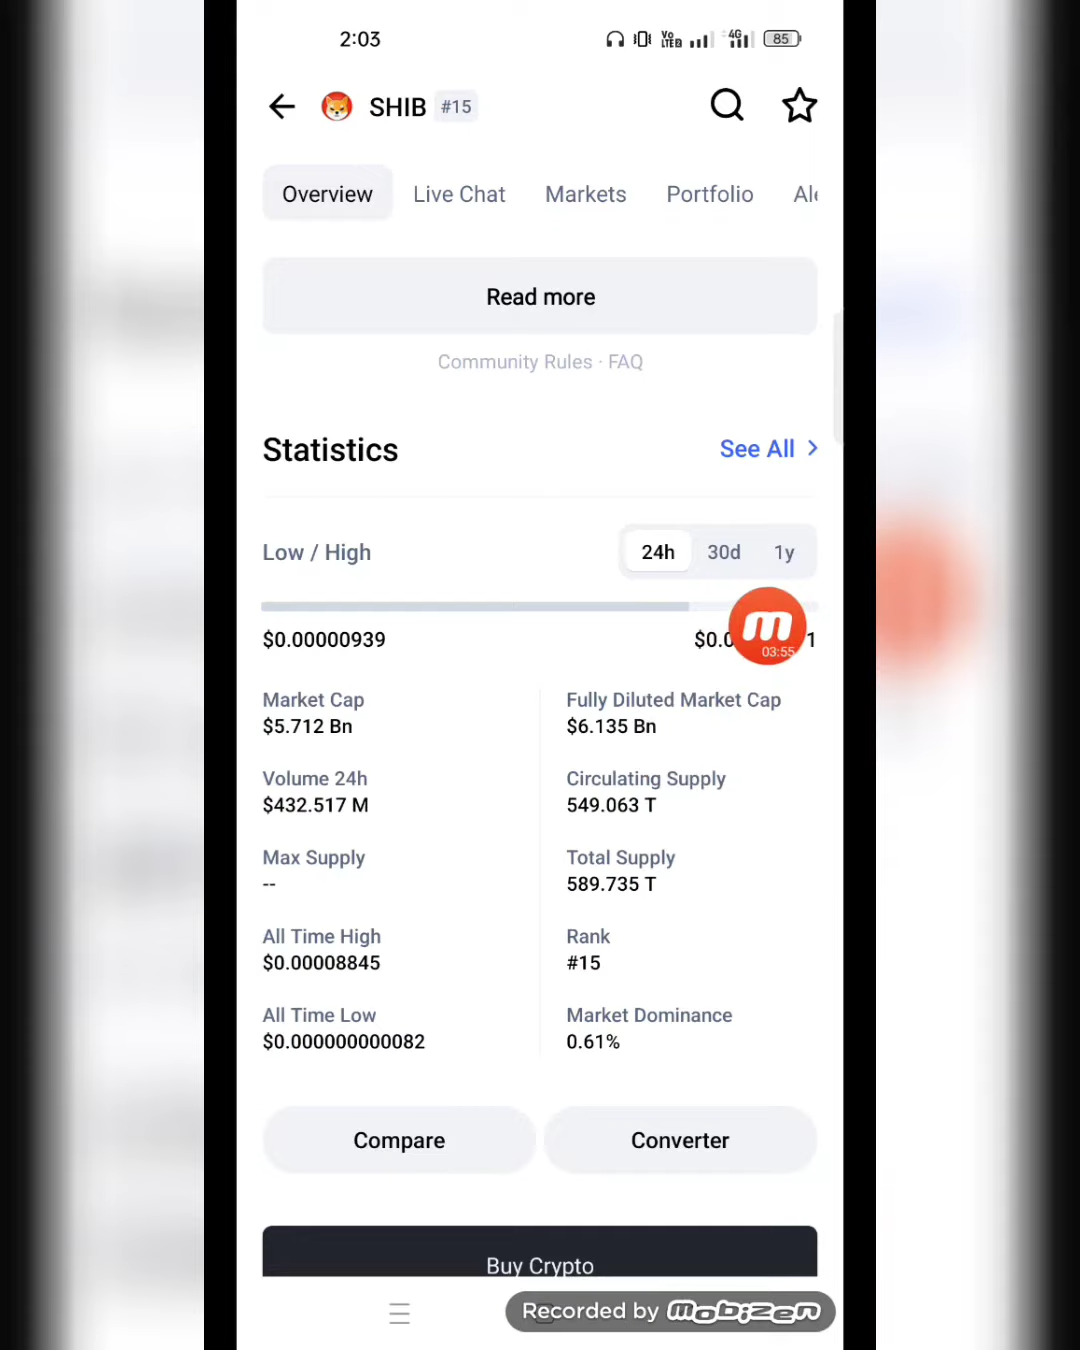 2:03
Vo LTE2 4G 85
SHIB #15
Overview Live Chat Markets Portfolio
Read more
Community Rules · FAQ
Statistics See All
Low / High 24h 30d 1y
$0.00000939
03:55
Market Cap Fully Diluted Market Cap
$5.712 Bn $6.135 Bn
Volume 24h Circulating Supply
$432.517 M 549.063 T
Max Supply Total Supply
-- 589.735 T
All Time High Rank
$0.00008845 #15
All Time Low Market Dominance
$0.000000000082 0.61%
Compare Converter
Buy Crypto
Recorded by mobizen